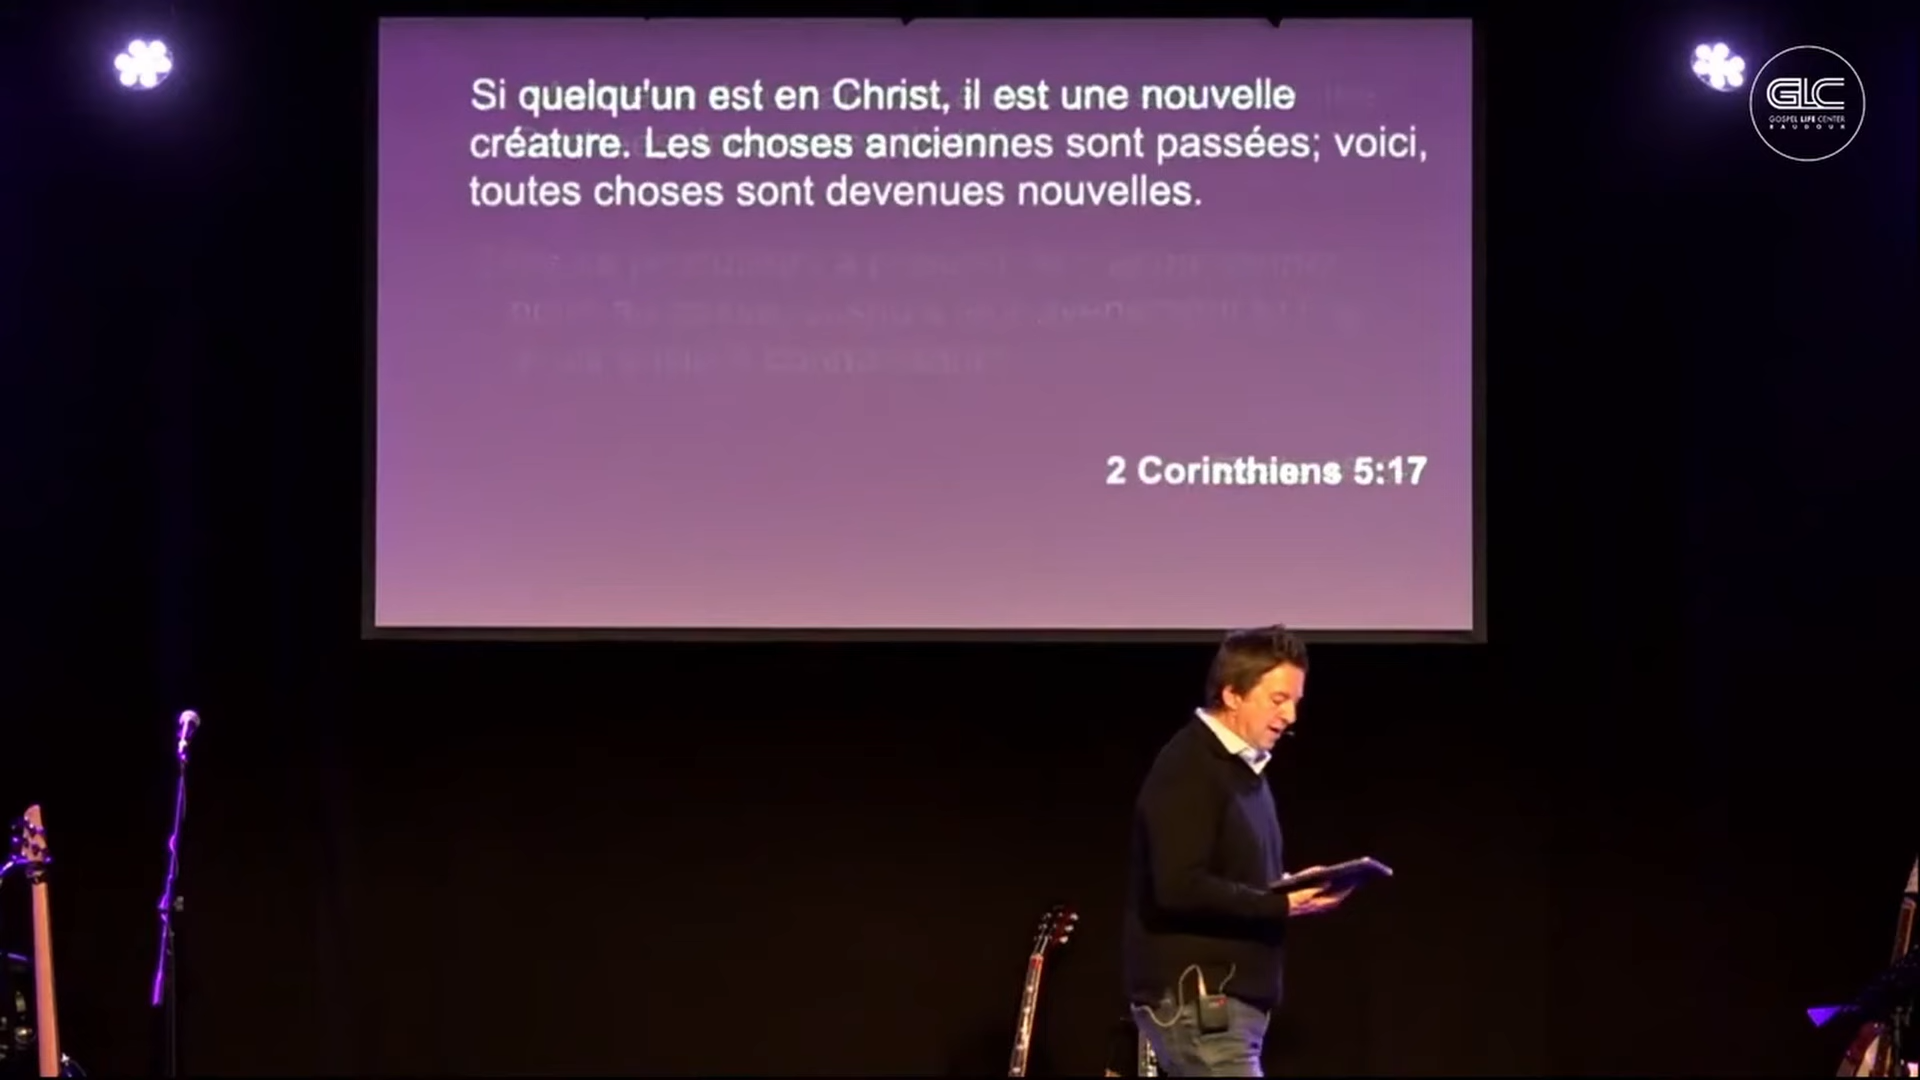 Si quelqu'un est en Christ, il est une nouvelle
créature. Les choses anciennes sont passées; voici,
toutes choses sont devenues nouvelles.
2 Corinthiens 5:17
GLC
GOSPEL LIFE CENTER
BAUDOUR